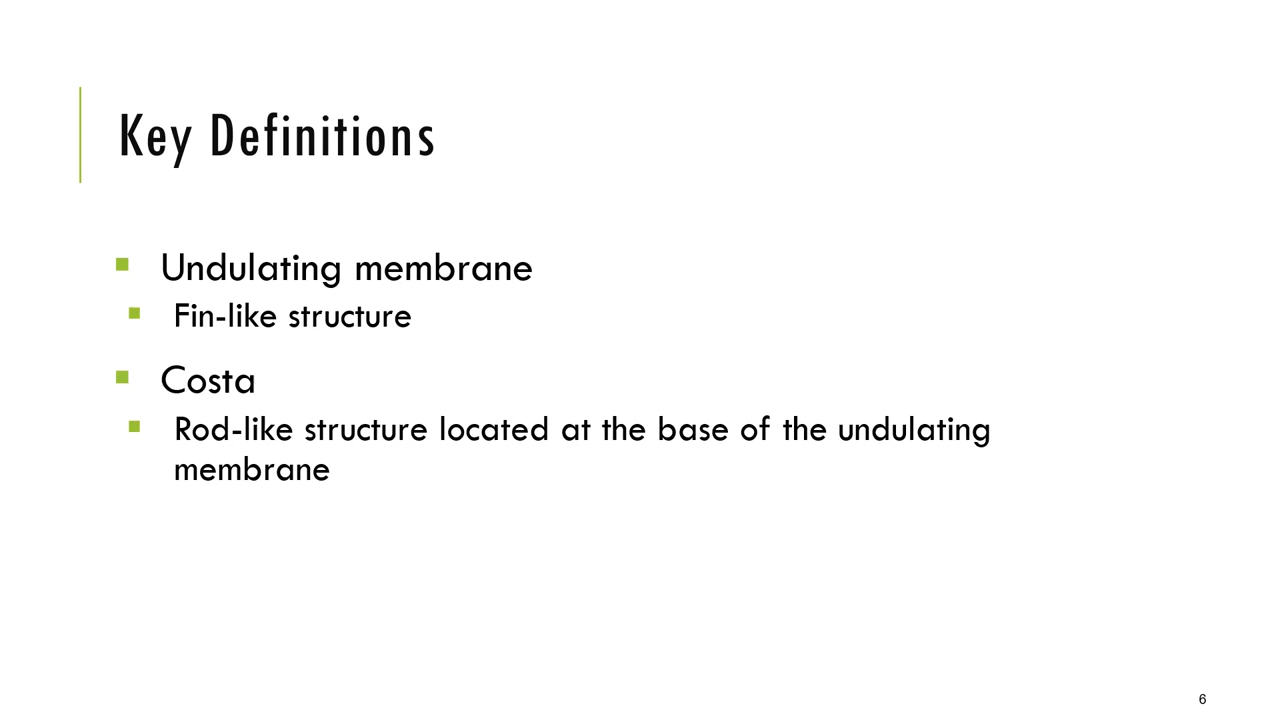 Key Definitions
Undulating membrane
Fin-like structure
Costa
Rod-like structure located at the base of the undulating
membrane
6